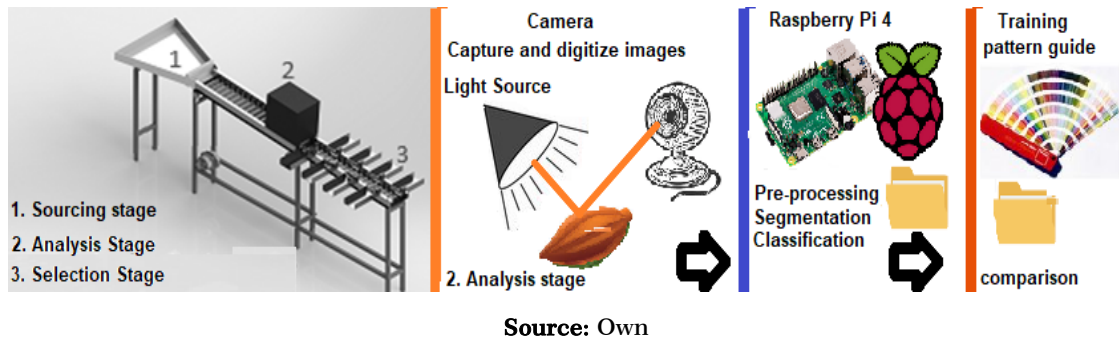 1
2
3
1. Sourcing stage
2. Analysis Stage
3. Selection Stage
Camera
Capture and digitize images
Light Source
2. Analysis stage
Raspberry Pi 4
Pre-processing
Segmentation
Classification
Training
pattern guide
comparison
Source: Own